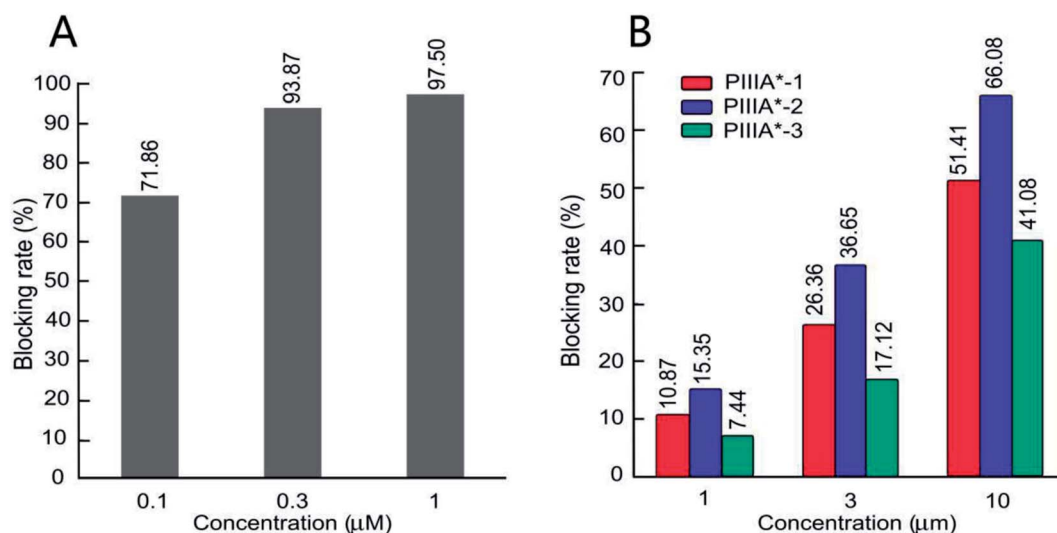 A
100
90
80
70
60
50
40
30
20
10
0
Blocking rate (%)
71.86
93.87
97.50
0.1 0.3 1
Concentration (μM)
B
PIIIA*-1
PIIIA*-2
PIIIA*-3
70
60
50
40
30
20
10
0
Blocking rate (%)
10.87
15.35
7.44
26.36
36.65
17.12
51.41
66.08
41.08
1 3 10
Concentration (μm)